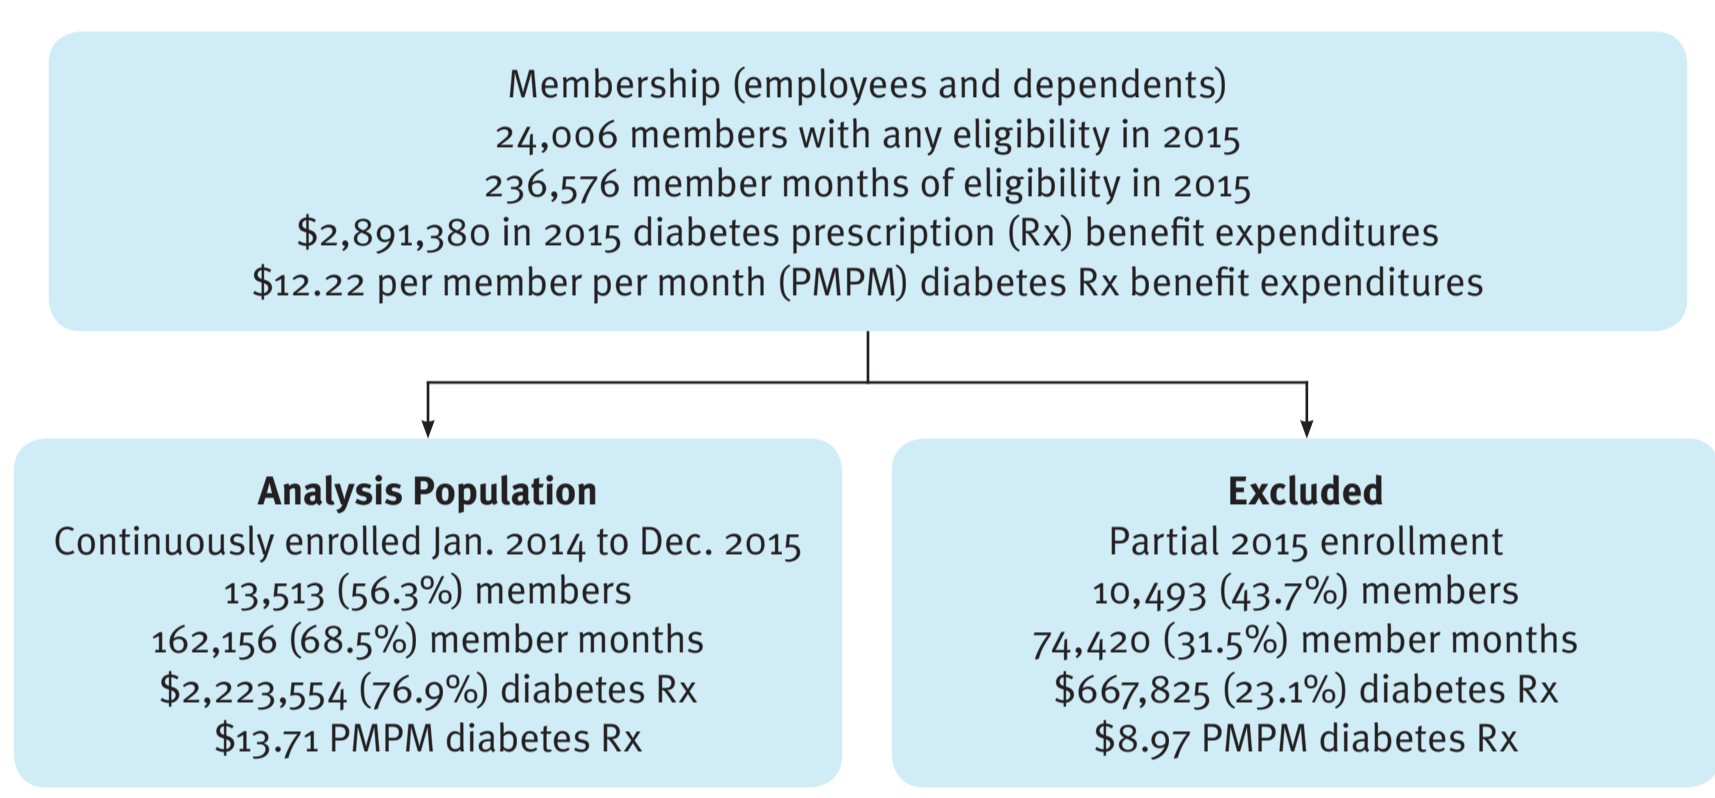 Membership (employees and dependents)
24,006 members with any eligibility in 2015
236,576 member months of eligibility in 2015
$2,891,380 in 2015 diabetes prescription (Rx) benefit expenditures
$12.22 per member per month (PMPM) diabetes Rx benefit expenditures
Analysis Population
Continuously enrolled Jan. 2014 to Dec. 2015
13,513 (56.3%) members
162,156 (68.5%) member months
$2,223,554 (76.9%) diabetes Rx
$13.71 PMPM diabetes Rx
Excluded
Partial 2015 enrollment
10,493 (43.7%) members
74,420 (31.5%) member months
$667,825 (23.1%) diabetes Rx
$8.97 PMPM diabetes Rx